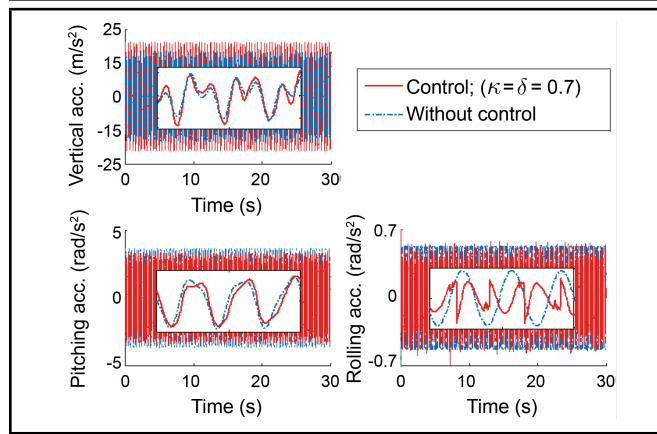 25
15
0
-15
-25
Vertical acc. (m/s²)
0 10 20 30
Time (s)
Control; (κ=δ = 0.7)
Without control
5
0
-5
Pitching acc. (rad/s²)
0 10 20 30
Time (s)
0.7
0
-0.7
Rolling acc. (rad/s²)
0 10 20 30
Time (s)